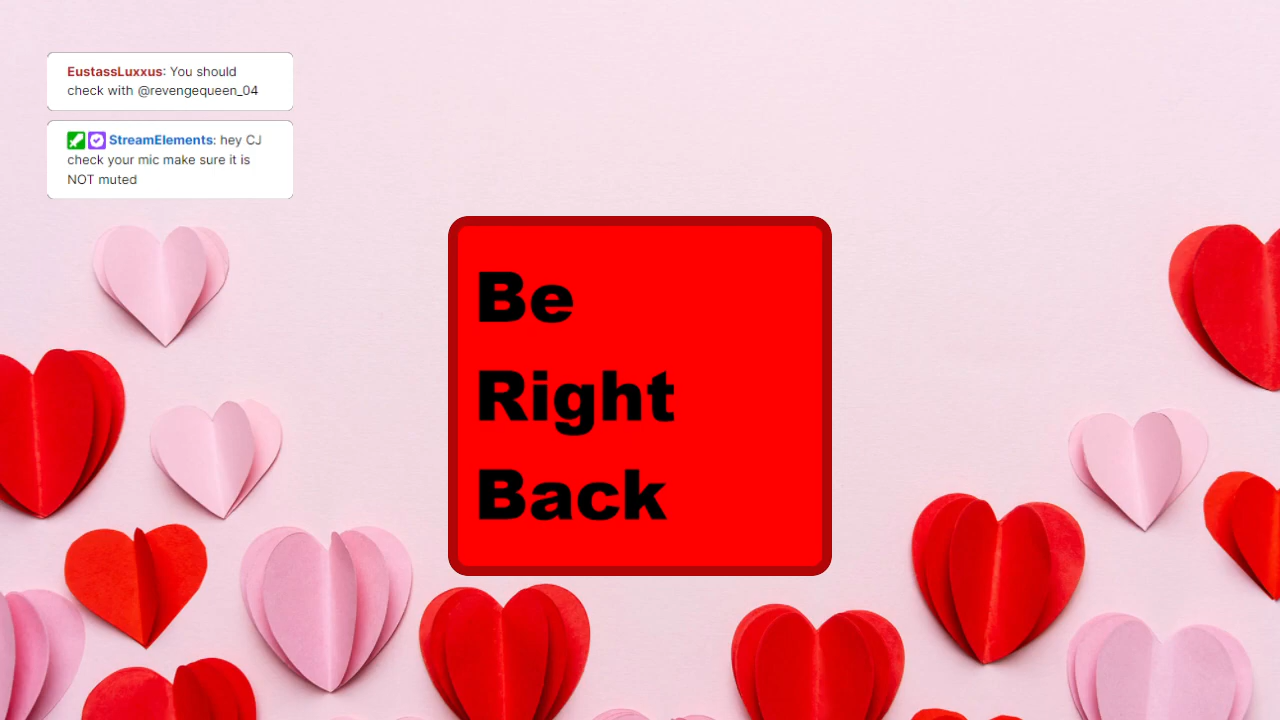 EustassLuxxus: You should
check with @revengequeen_04
StreamElements: hey CJ
check your mic make sure it is
NOT muted
Be
Right
Back